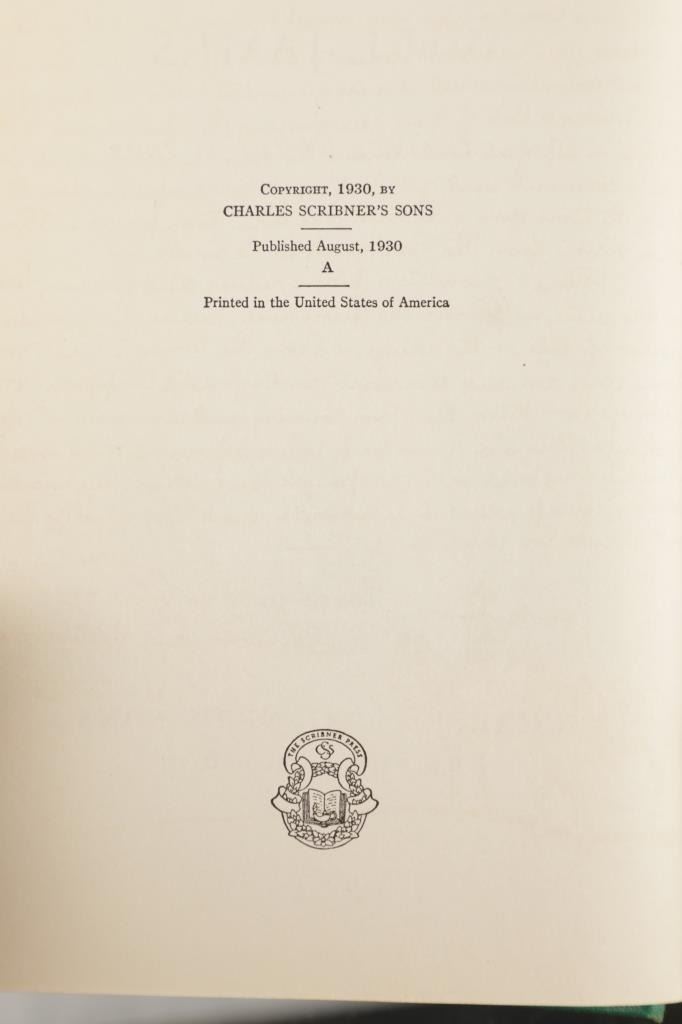 COPYRIGHT, 1930, BY
CHARLES SCRIBNER'S SONS
Published August, 1930
A
Printed in the United States of America
THE SCRIBNER PRESS
CSS